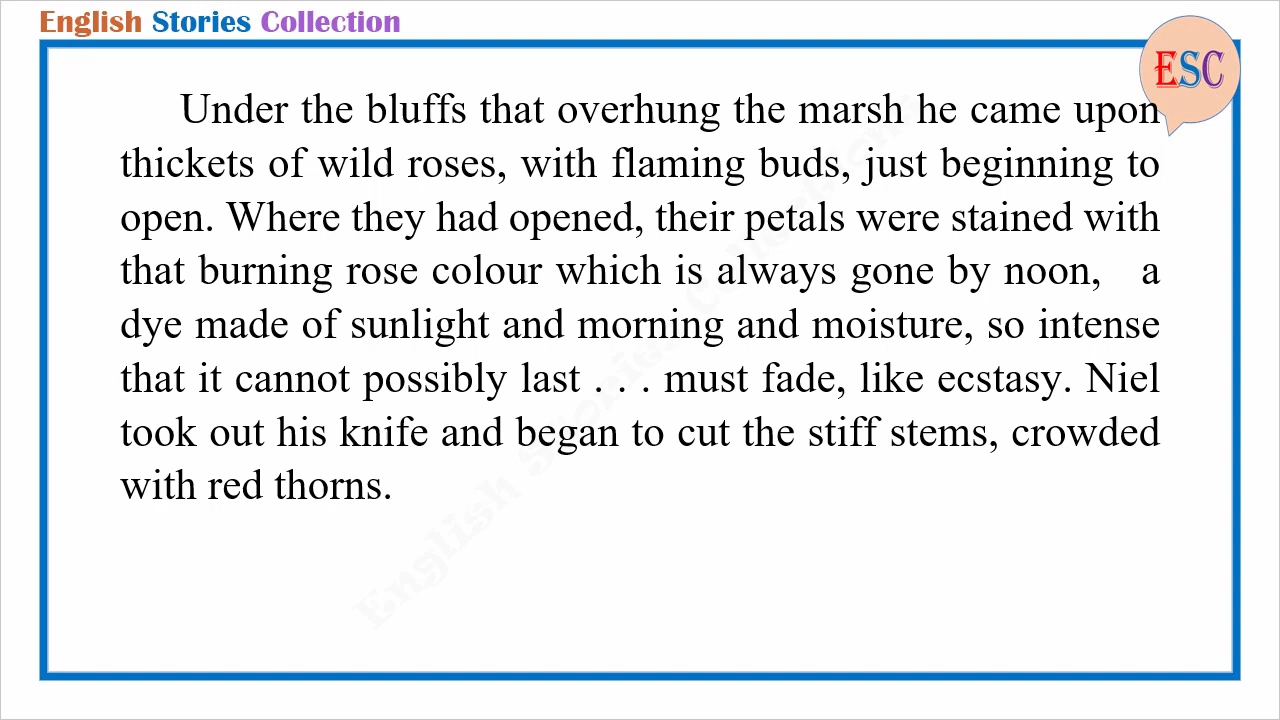 English Stories Collection
ESC
Under the bluffs that overhung the marsh he came upon
thickets of wild roses, with flaming buds, just beginning to
open. Where they had opened, their petals were stained with
that burning rose colour which is always gone by noon, a
dye made of sunlight and morning and moisture, so intense
that it cannot possibly last . . . must fade, like ecstasy. Niel
took out his knife and began to cut the stiff stems, crowded
with red thorns.
English Stories Collection